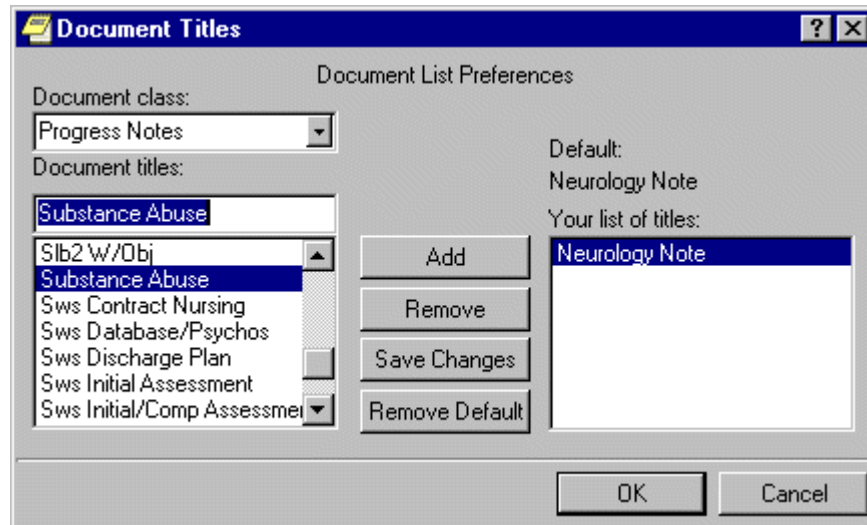 Document Titles
Document List Preferences
Document class:
Progress Notes
Document titles:
Substance Abuse
Slb2 W/Obj
Substance Abuse
Sws Contract Nursing
Sws Database/Psychos
Sws Discharge Plan
Sws Initial Assessment
Sws Initial/Comp Assessmer
Add
Remove
Save Changes
Remove Default
Default:
Neurology Note
Your list of titles:
Neurology Note
OK
Cancel